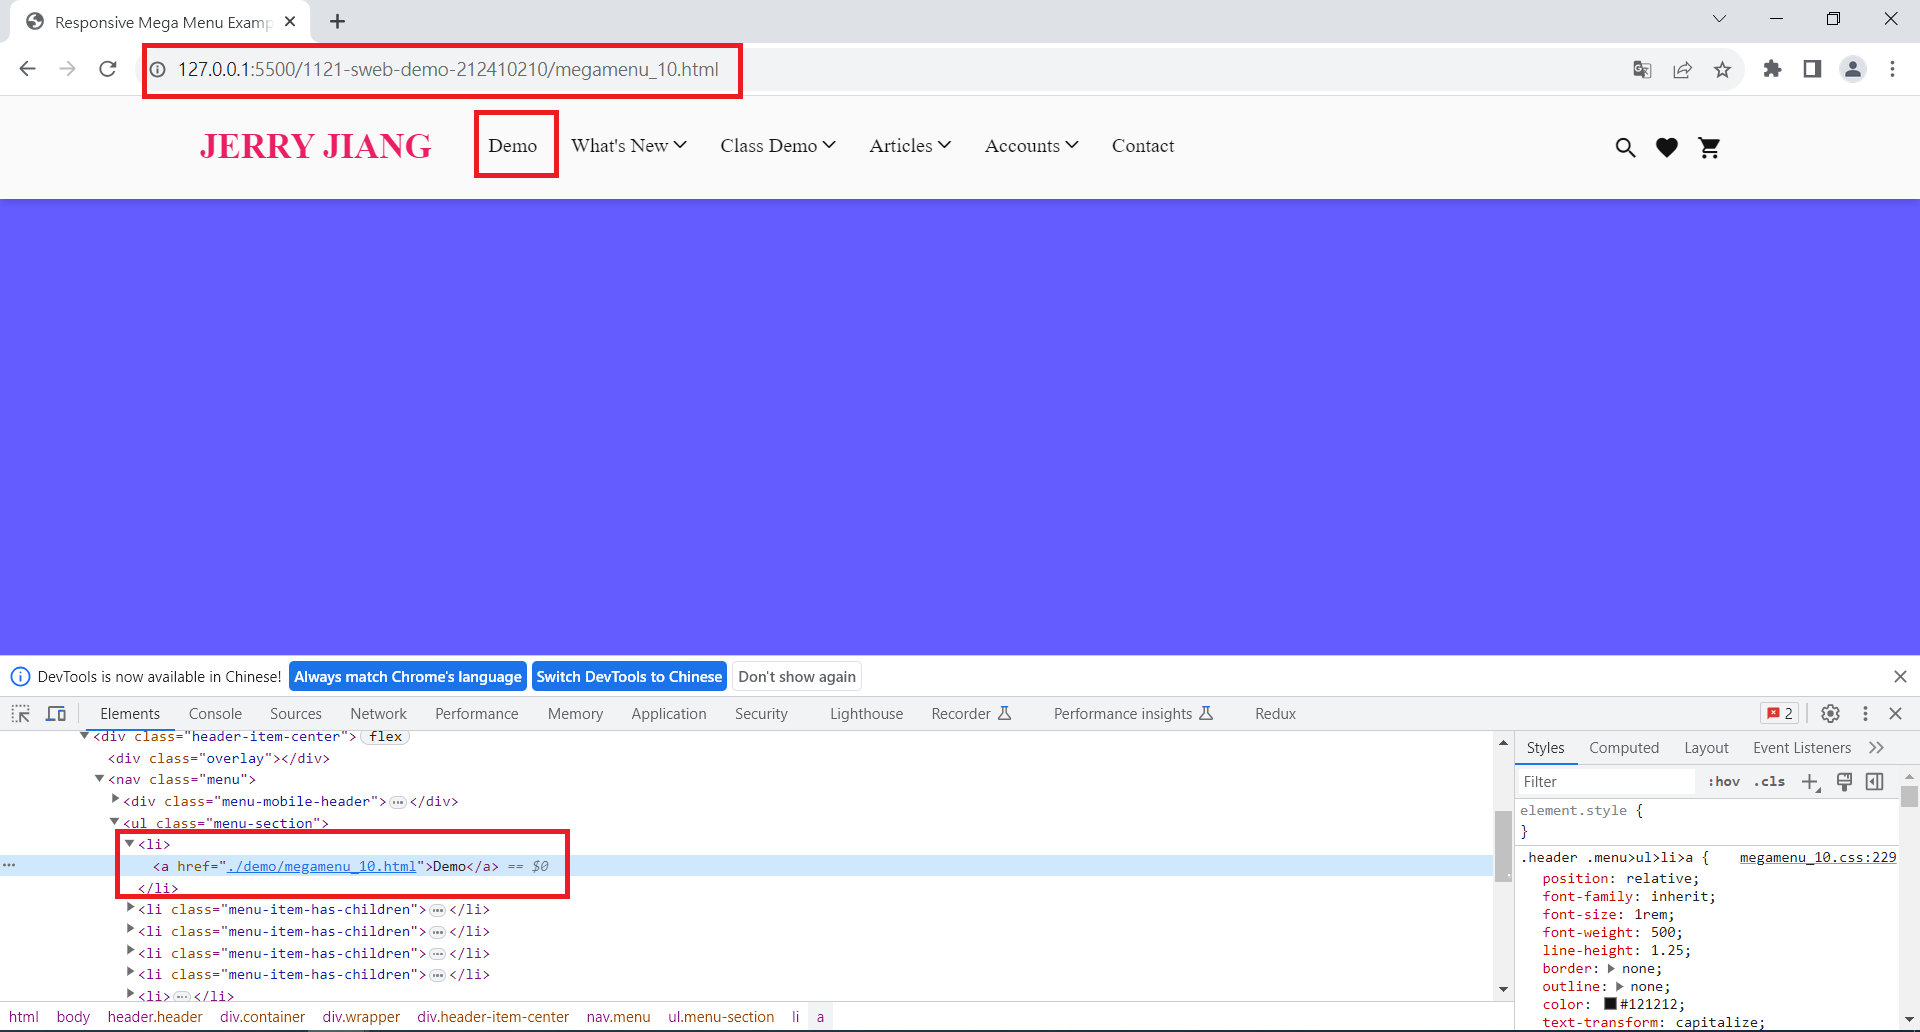 Responsive Mega Menu Examp
127.0.0.1:5500/1121-sweb-demo-212410210/megamenu_10.html
JERRY JIANG Demo What's New Class Demo Articles Accounts Contact
DevTools is now available in Chinese! Always match Chrome's language Switch DevTools to Chinese Don't show again
Elements Console Sources Network Performance Memory Application Security Lighthouse Recorder Performance insights Redux 2
<div class="header-item-center"> flex
<div class="overlay"></div>
<nav class="menu">
<div class="menu-mobile-header"> … </div>
<ul class="menu-section">
<li>
<a href="./demo/megamenu_10.html">Demo</a> == $0
</li>
<li class="menu-item-has-children"> … </li>
<li class="menu-item-has-children"> … </li>
<li class="menu-item-has-children"> … </li>
<li class="menu-item-has-children"> … </li>
<li> … </li>
html body header.header div.container div.wrapper div.header-item-center nav.menu ul.menu-section li a
Styles Computed Layout Event Listeners
Filter :hov .cls
element.style {
}
.header .menu>ul>li>a { megamenu_10.css:229
position: relative;
font-family: inherit;
font-size: 1rem;
font-weight: 500;
line-height: 1.25;
border: none;
outline: none;
color: #121212;
text-transform: capitalize;